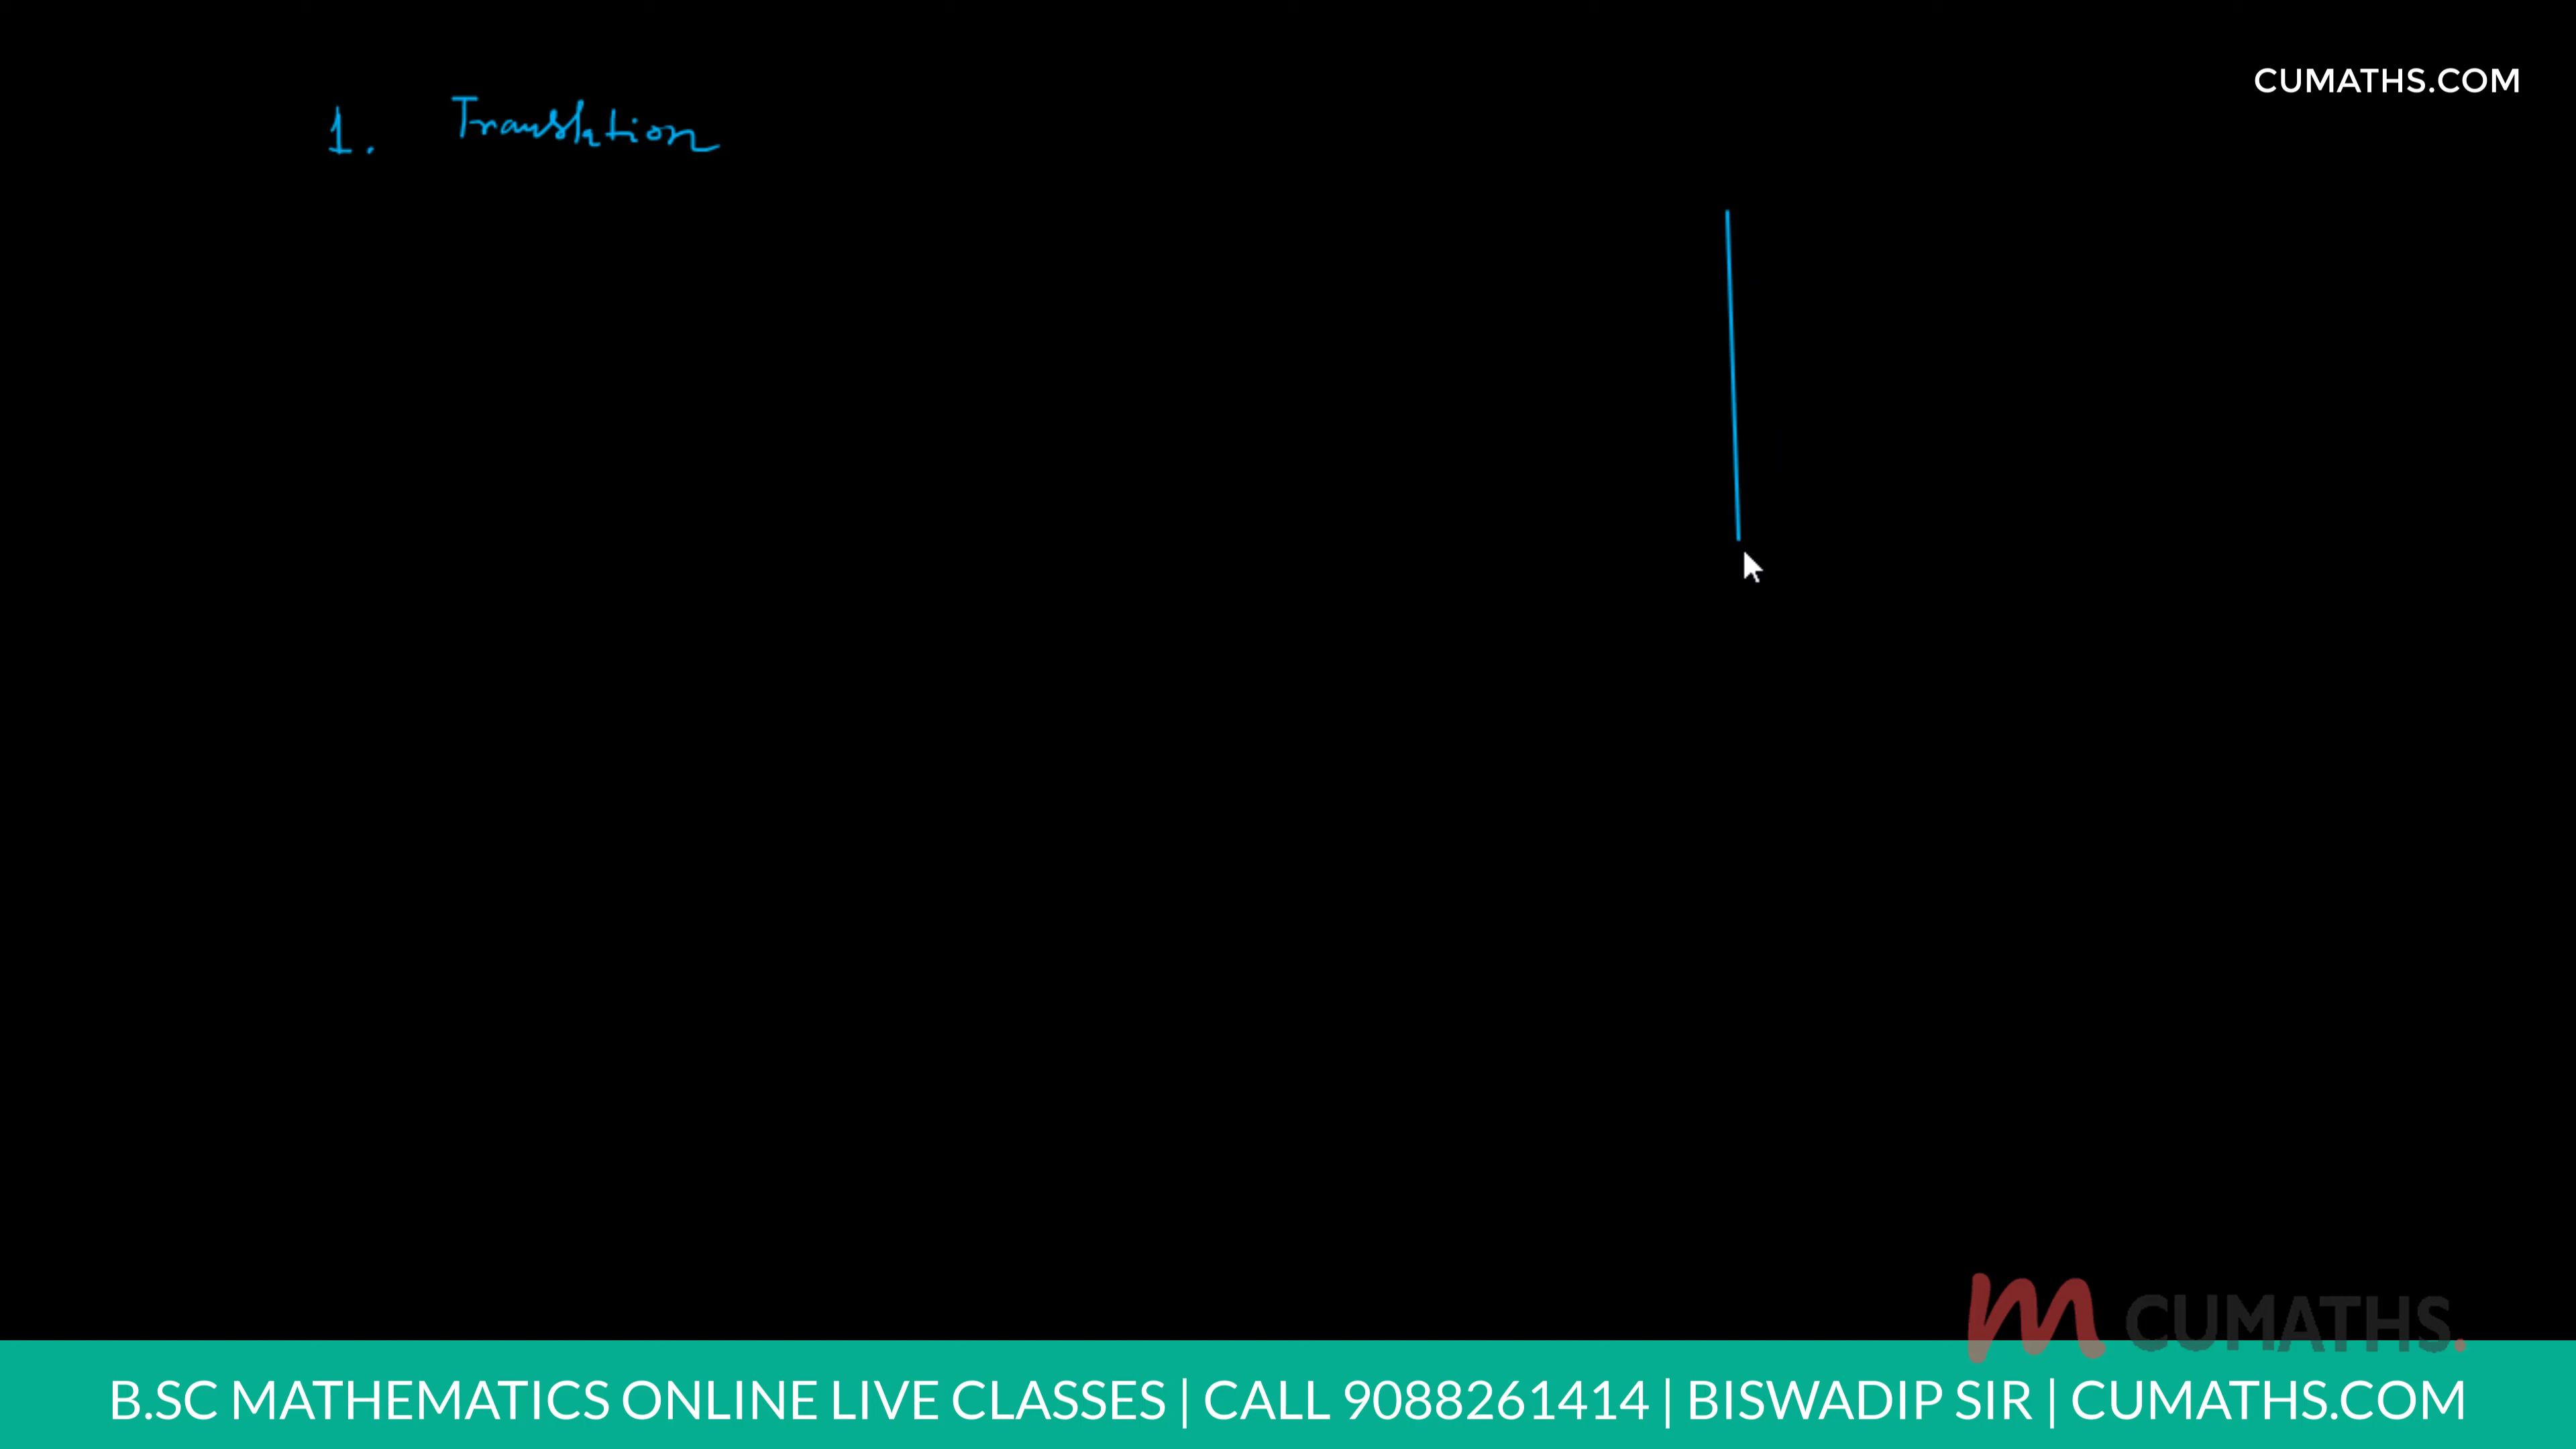 CUMATHS.COM
1. Translation
CUMATHS.
B.SC MATHEMATICS ONLINE LIVE CLASSES | CALL 9088261414 | BISWADIP SIR | CUMATHS.COM